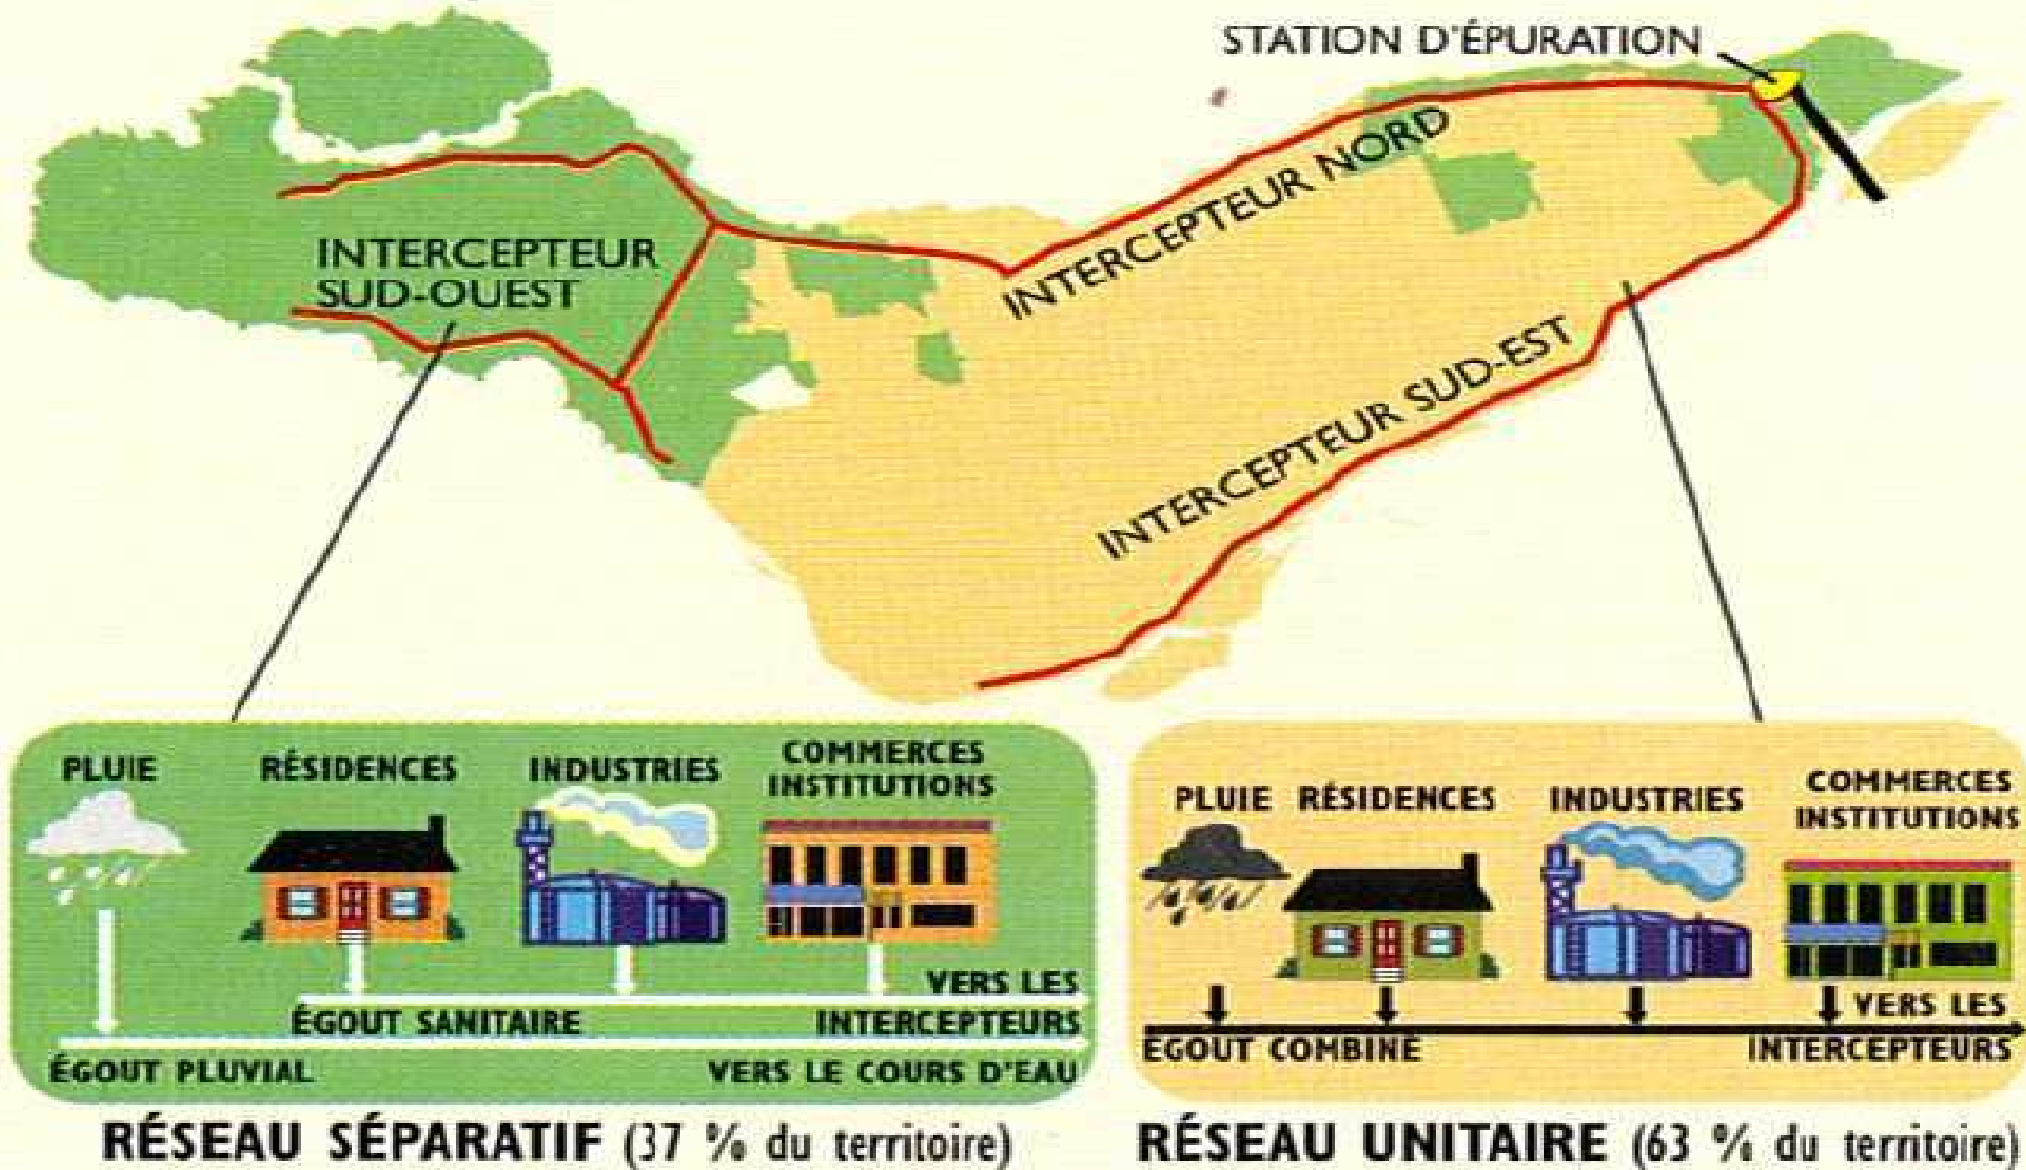 STATION D'ÉPURATION
INTERCEPTEUR NORD
INTERCEPTEUR
SUD-OUEST
INTERCEPTEUR SUD-EST
PLUIE
RÉSIDENCES
INDUSTRIES
COMMERCES
INSTITUTIONS
VERS LES
ÉGOUT SANITAIRE
INTERCEPTEURS
ÉGOUT PLUVIAL
VERS LE COURS D'EAU
RÉSEAU SÉPARATIF (37 % du territoire)
PLUIE
RÉSIDENCES
INDUSTRIES
COMMERCES
INSTITUTIONS
VERS LES
ÉGOUT COMBINÉ
INTERCEPTEURS
RÉSEAU UNITAIRE (63 % du territoire)